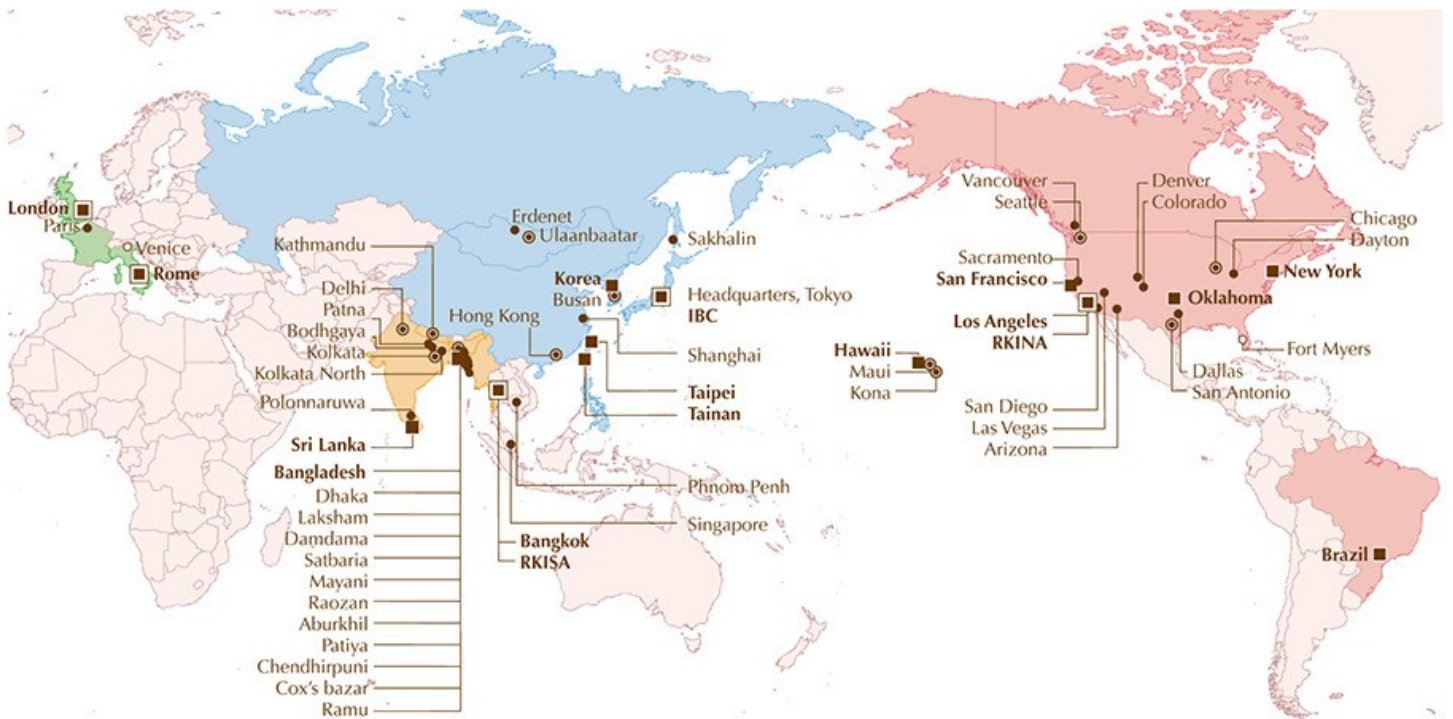 London
Paris
Venice
Rome
Kathmandu
Delhi
Patna
Bodhgaya
Kolkata
Kolkata North
Polonnaruwa
Sri Lanka
Bangladesh
Dhaka
Laksham
Damdama
Satbaria
Mayani
Raozan
Aburkhil
Patiya
Chendhirpuni
Cox's bazar
Ramu
Erdenet
Ulaanbaatar
Sakhalin
Korea
Busan
Headquarters, Tokyo
IBC
Hong Kong
Shanghai
Taipei
Tainan
Phnom Penh
Singapore
Bangkok
RKISA
Hawaii
Maui
Kona
Vancouver
Seattle
Denver
Colorado
Chicago
Dayton
Sacramento
San Francisco
New York
Oklahoma
Los Angeles
RKINA
Fort Myers
Dallas
San Antonio
San Diego
Las Vegas
Arizona
Brazil